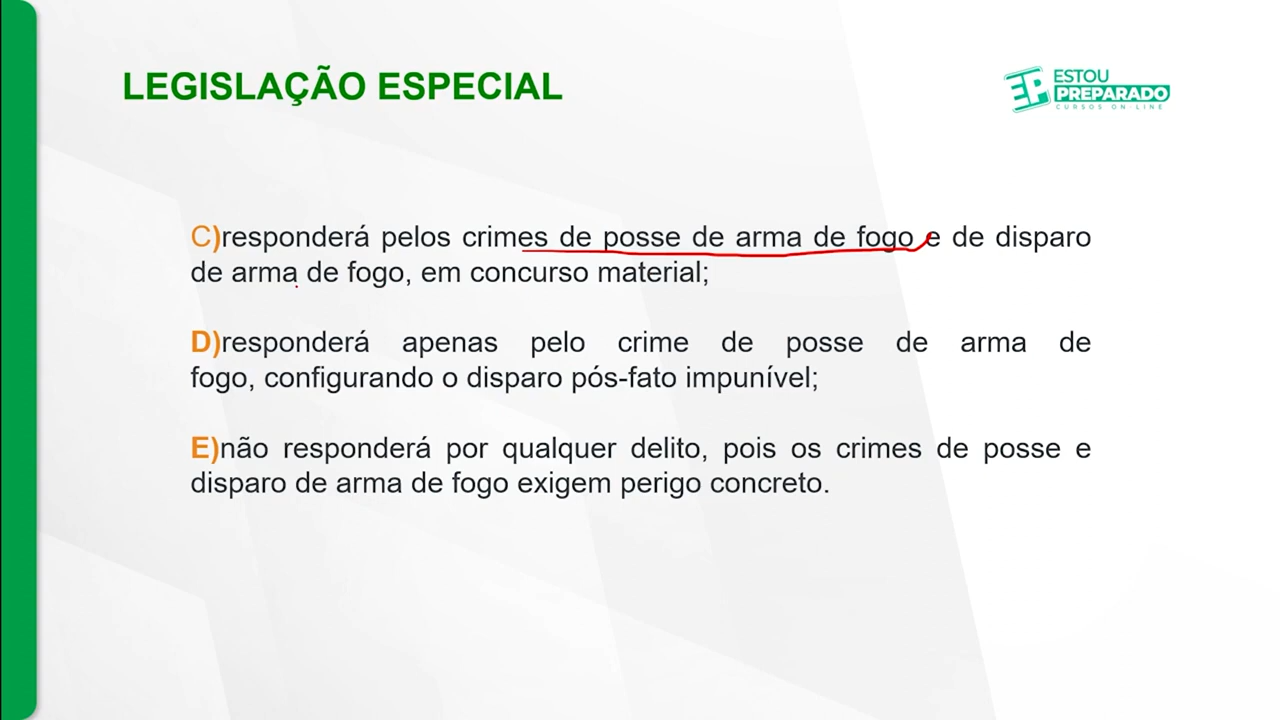 LEGISLAÇÃO ESPECIAL
ESTOU
PREPARADO
CURSOS ON-LINE
C)responderá pelos crimes de posse de arma de fogo e de disparo
de arma de fogo, em concurso material;
D)responderá apenas pelo crime de posse de arma de
fogo, configurando o disparo pós-fato impunível;
E)não responderá por qualquer delito, pois os crimes de posse e
disparo de arma de fogo exigem perigo concreto.